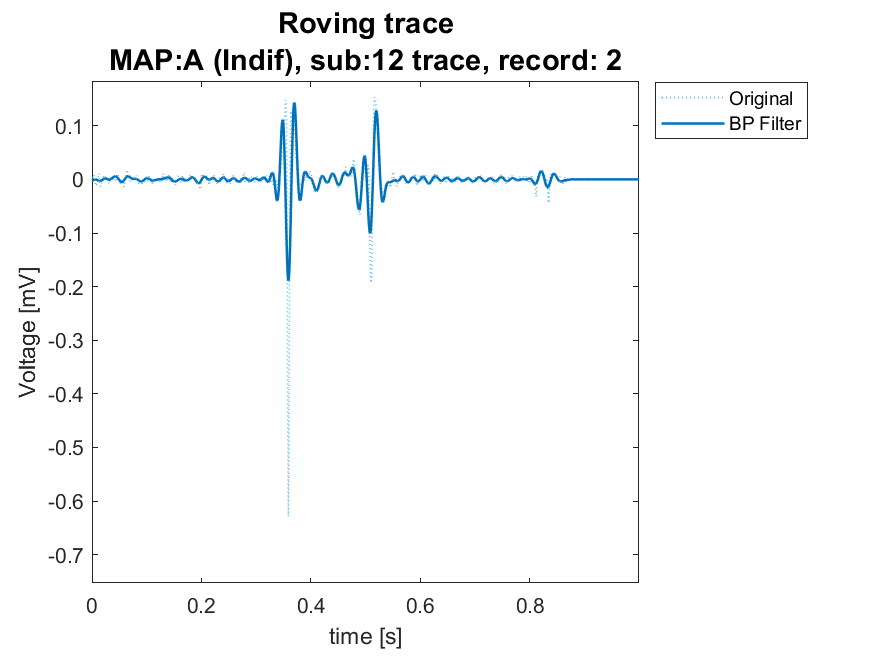 Roving trace
MAP:A (Indif), sub:12 trace, record: 2
Original
BP Filter
0.1
0
-0.1
-0.2
-0.3
-0.4
-0.5
-0.6
-0.7
Voltage [mV]
0 0.2 0.4 0.6 0.8
time [s]